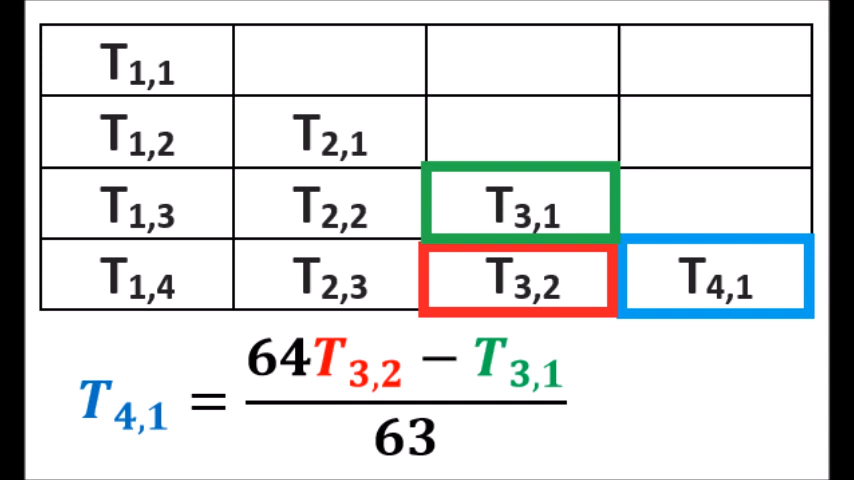 T1,1
T1,2 T2,1
T1,3 T2,2 T3,1
T1,4 T2,3 T3,2 T4,1
T4,1 = (64T3,2 − T3,1) / 63